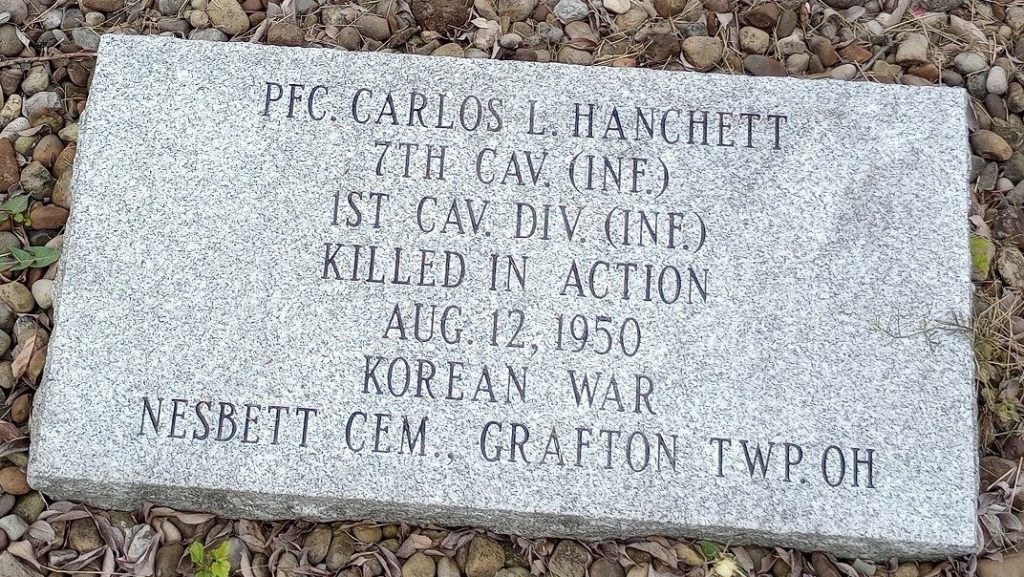 PFC. CARLOS L. HANCHETT
7TH CAV. (INF.)
1ST CAV. DIV. (INF.)
KILLED IN ACTION
AUG. 12, 1950
KOREAN WAR
NESBETT CEM., GRAFTON TWP. OH